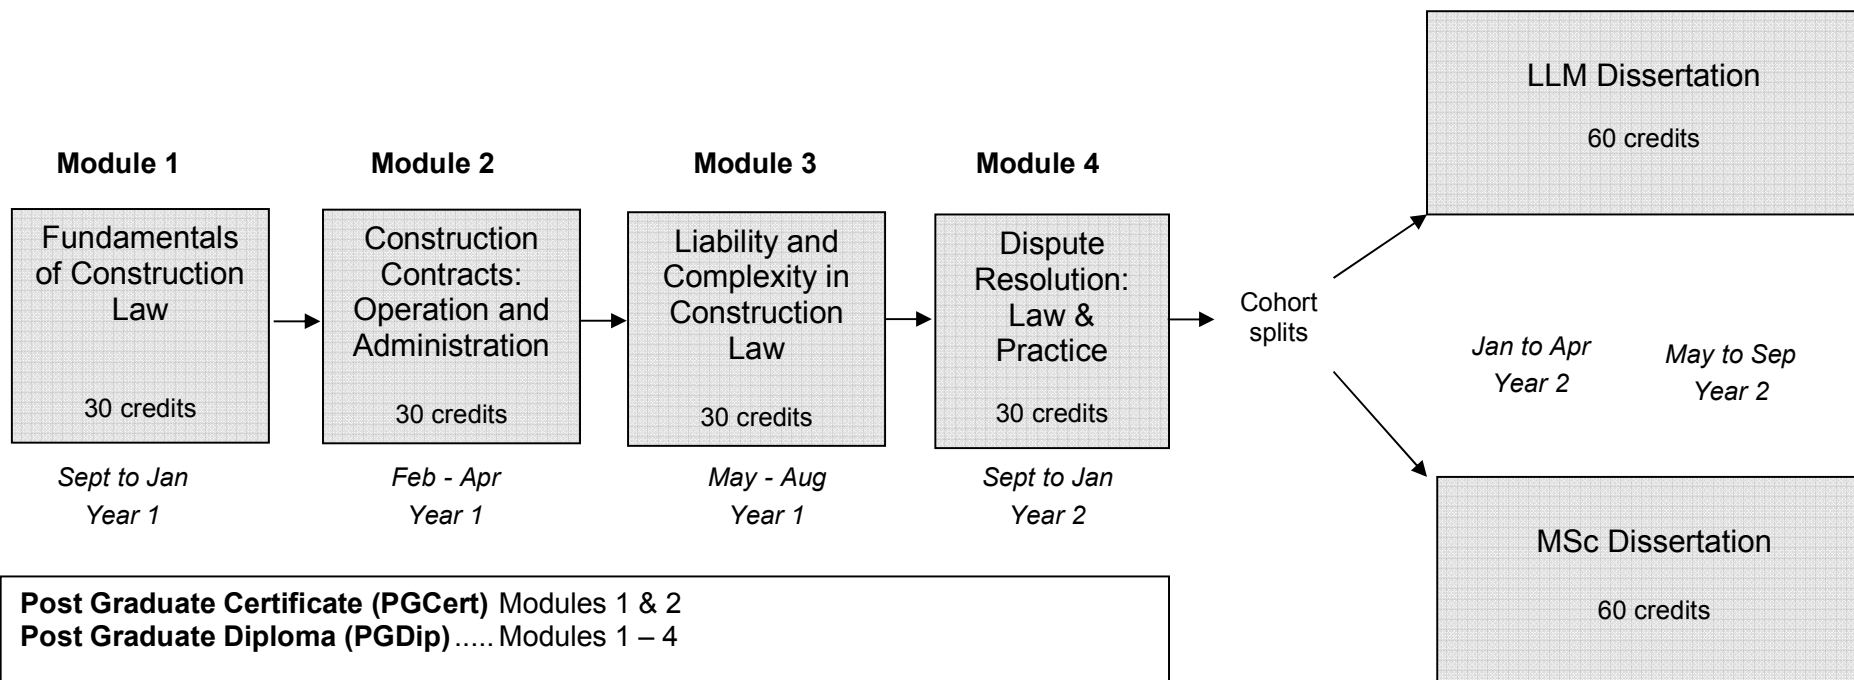 Module 1
Fundamentals
of Construction
Law
30 credits
Sept to Jan
Year 1
Module 2
Construction
Contracts:
Operation and
Administration
30 credits
Feb - Apr
Year 1
Module 3
Liability and
Complexity in
Construction
Law
30 credits
May - Aug
Year 1
Module 4
Dispute
Resolution:
Law &
Practice
30 credits
Sept to Jan
Year 2
Cohort
splits
LLM Dissertation
60 credits
Jan to Apr
Year 2
May to Sep
Year 2
MSc Dissertation
60 credits
Post Graduate Certificate (PGCert) Modules 1 & 2
Post Graduate Diploma (PGDip)..... Modules 1 – 4